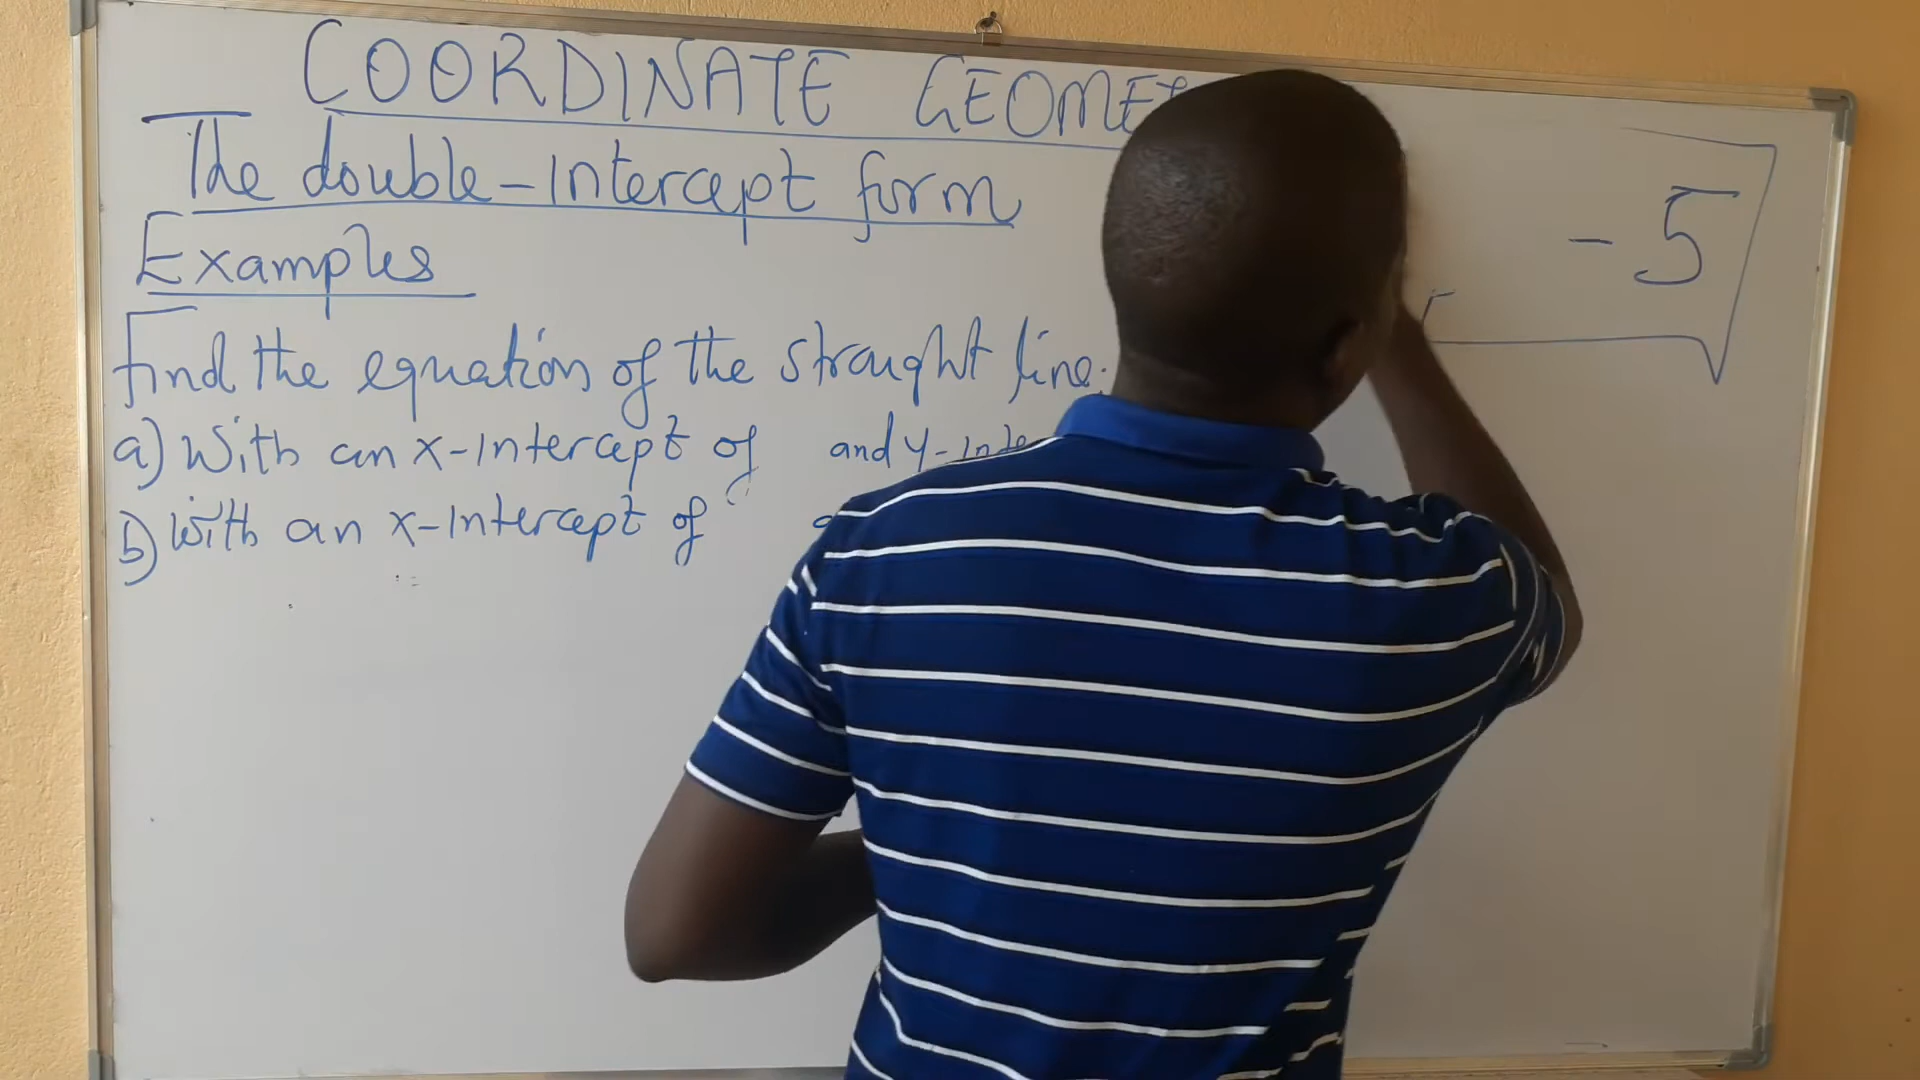 COORDINATE GEOME
The double-intercept form
Examples
- 5
Find the equation of the straight line:
a) With an x-intercept of and y-inte
b) with an x-intercept of